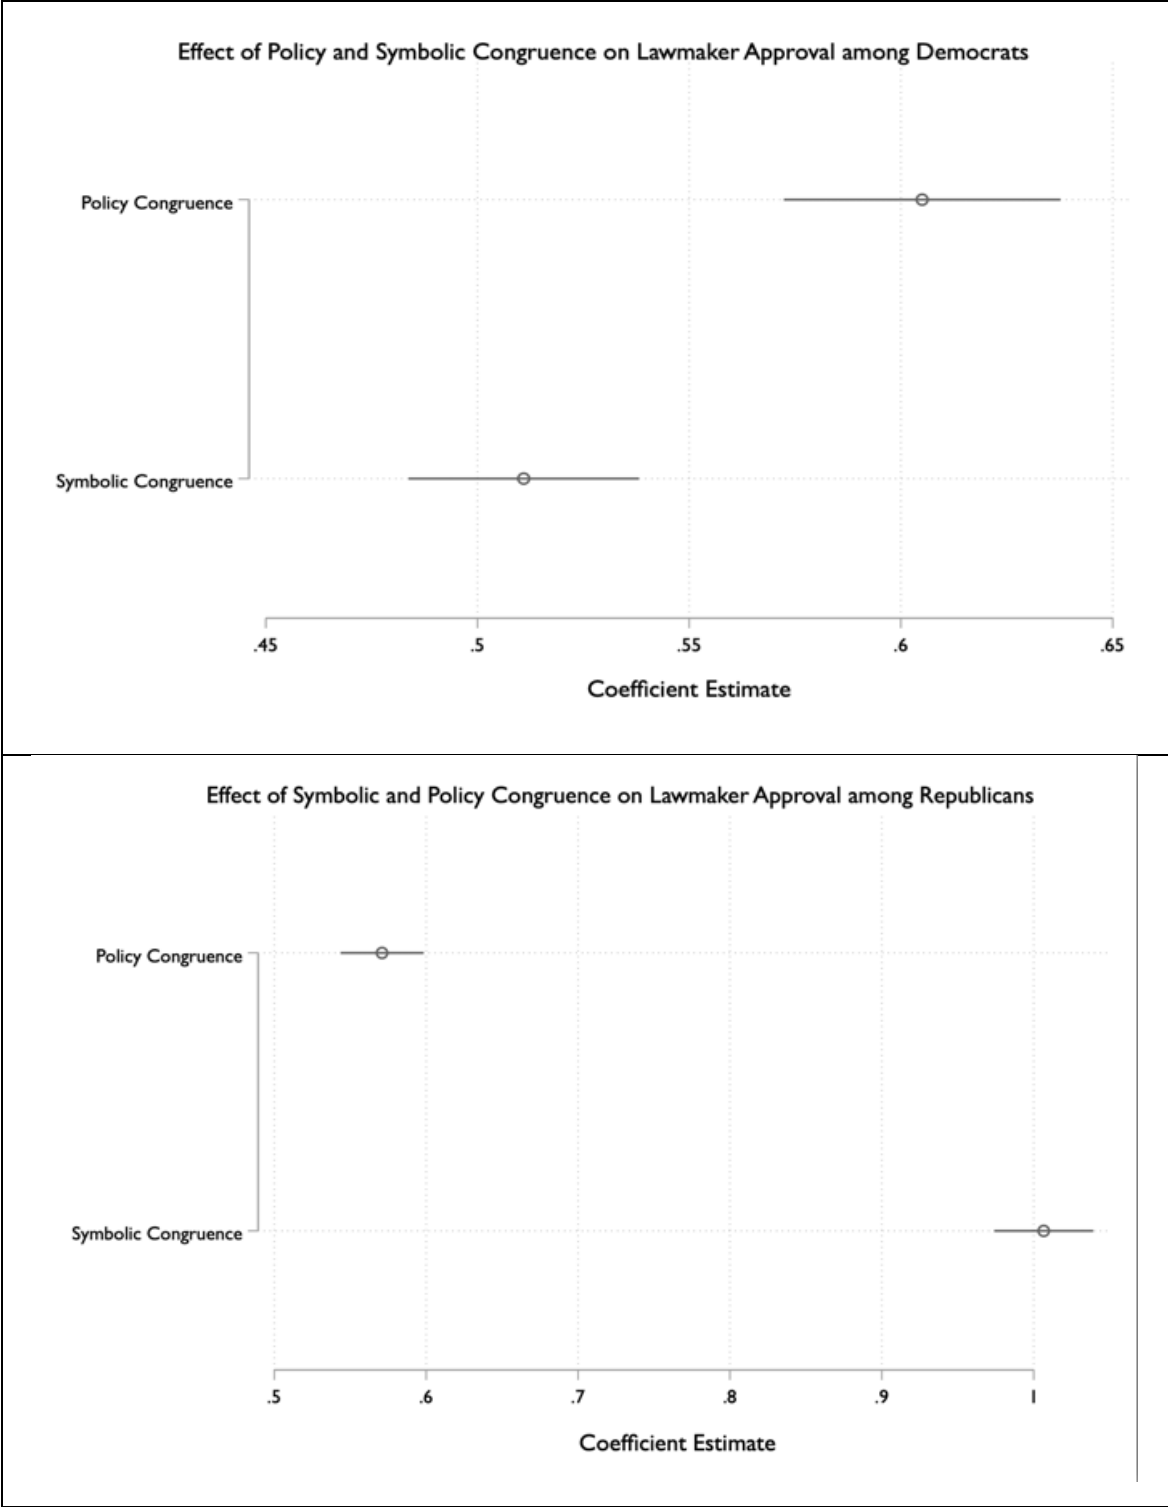 Effect of Policy and Symbolic Congruence on Lawmaker Approval among Democrats
Policy Congruence
Symbolic Congruence
.45 .5 .55 .6 .65
Coefficient Estimate
Effect of Symbolic and Policy Congruence on Lawmaker Approval among Republicans
Policy Congruence
Symbolic Congruence
.5 .6 .7 .8 .9 1
Coefficient Estimate